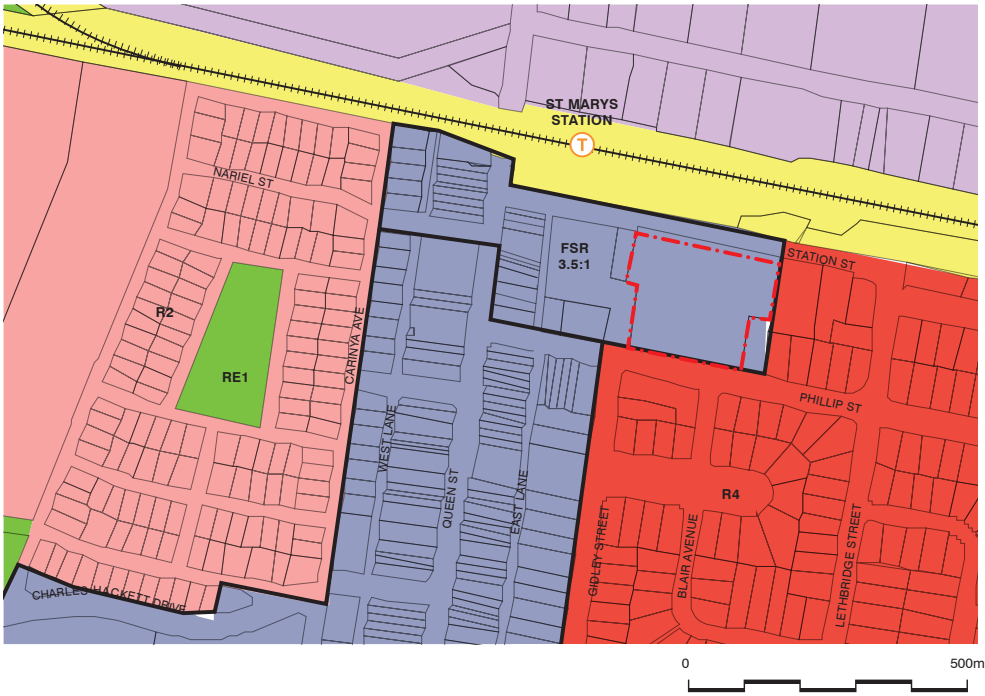 ST MARYS
STATION
T
NARIEL ST
FSR
3.5:1
STATION ST
R2
CARINYA AVE
RE1
PHILLIP ST
WEST LANE
QUEEN ST
EAST LANE
R4
GIDLEY STREET
BLAIR AVENUE
LETHBRIDGE STREET
CHARLES HACKETT DRIVE
0
500m